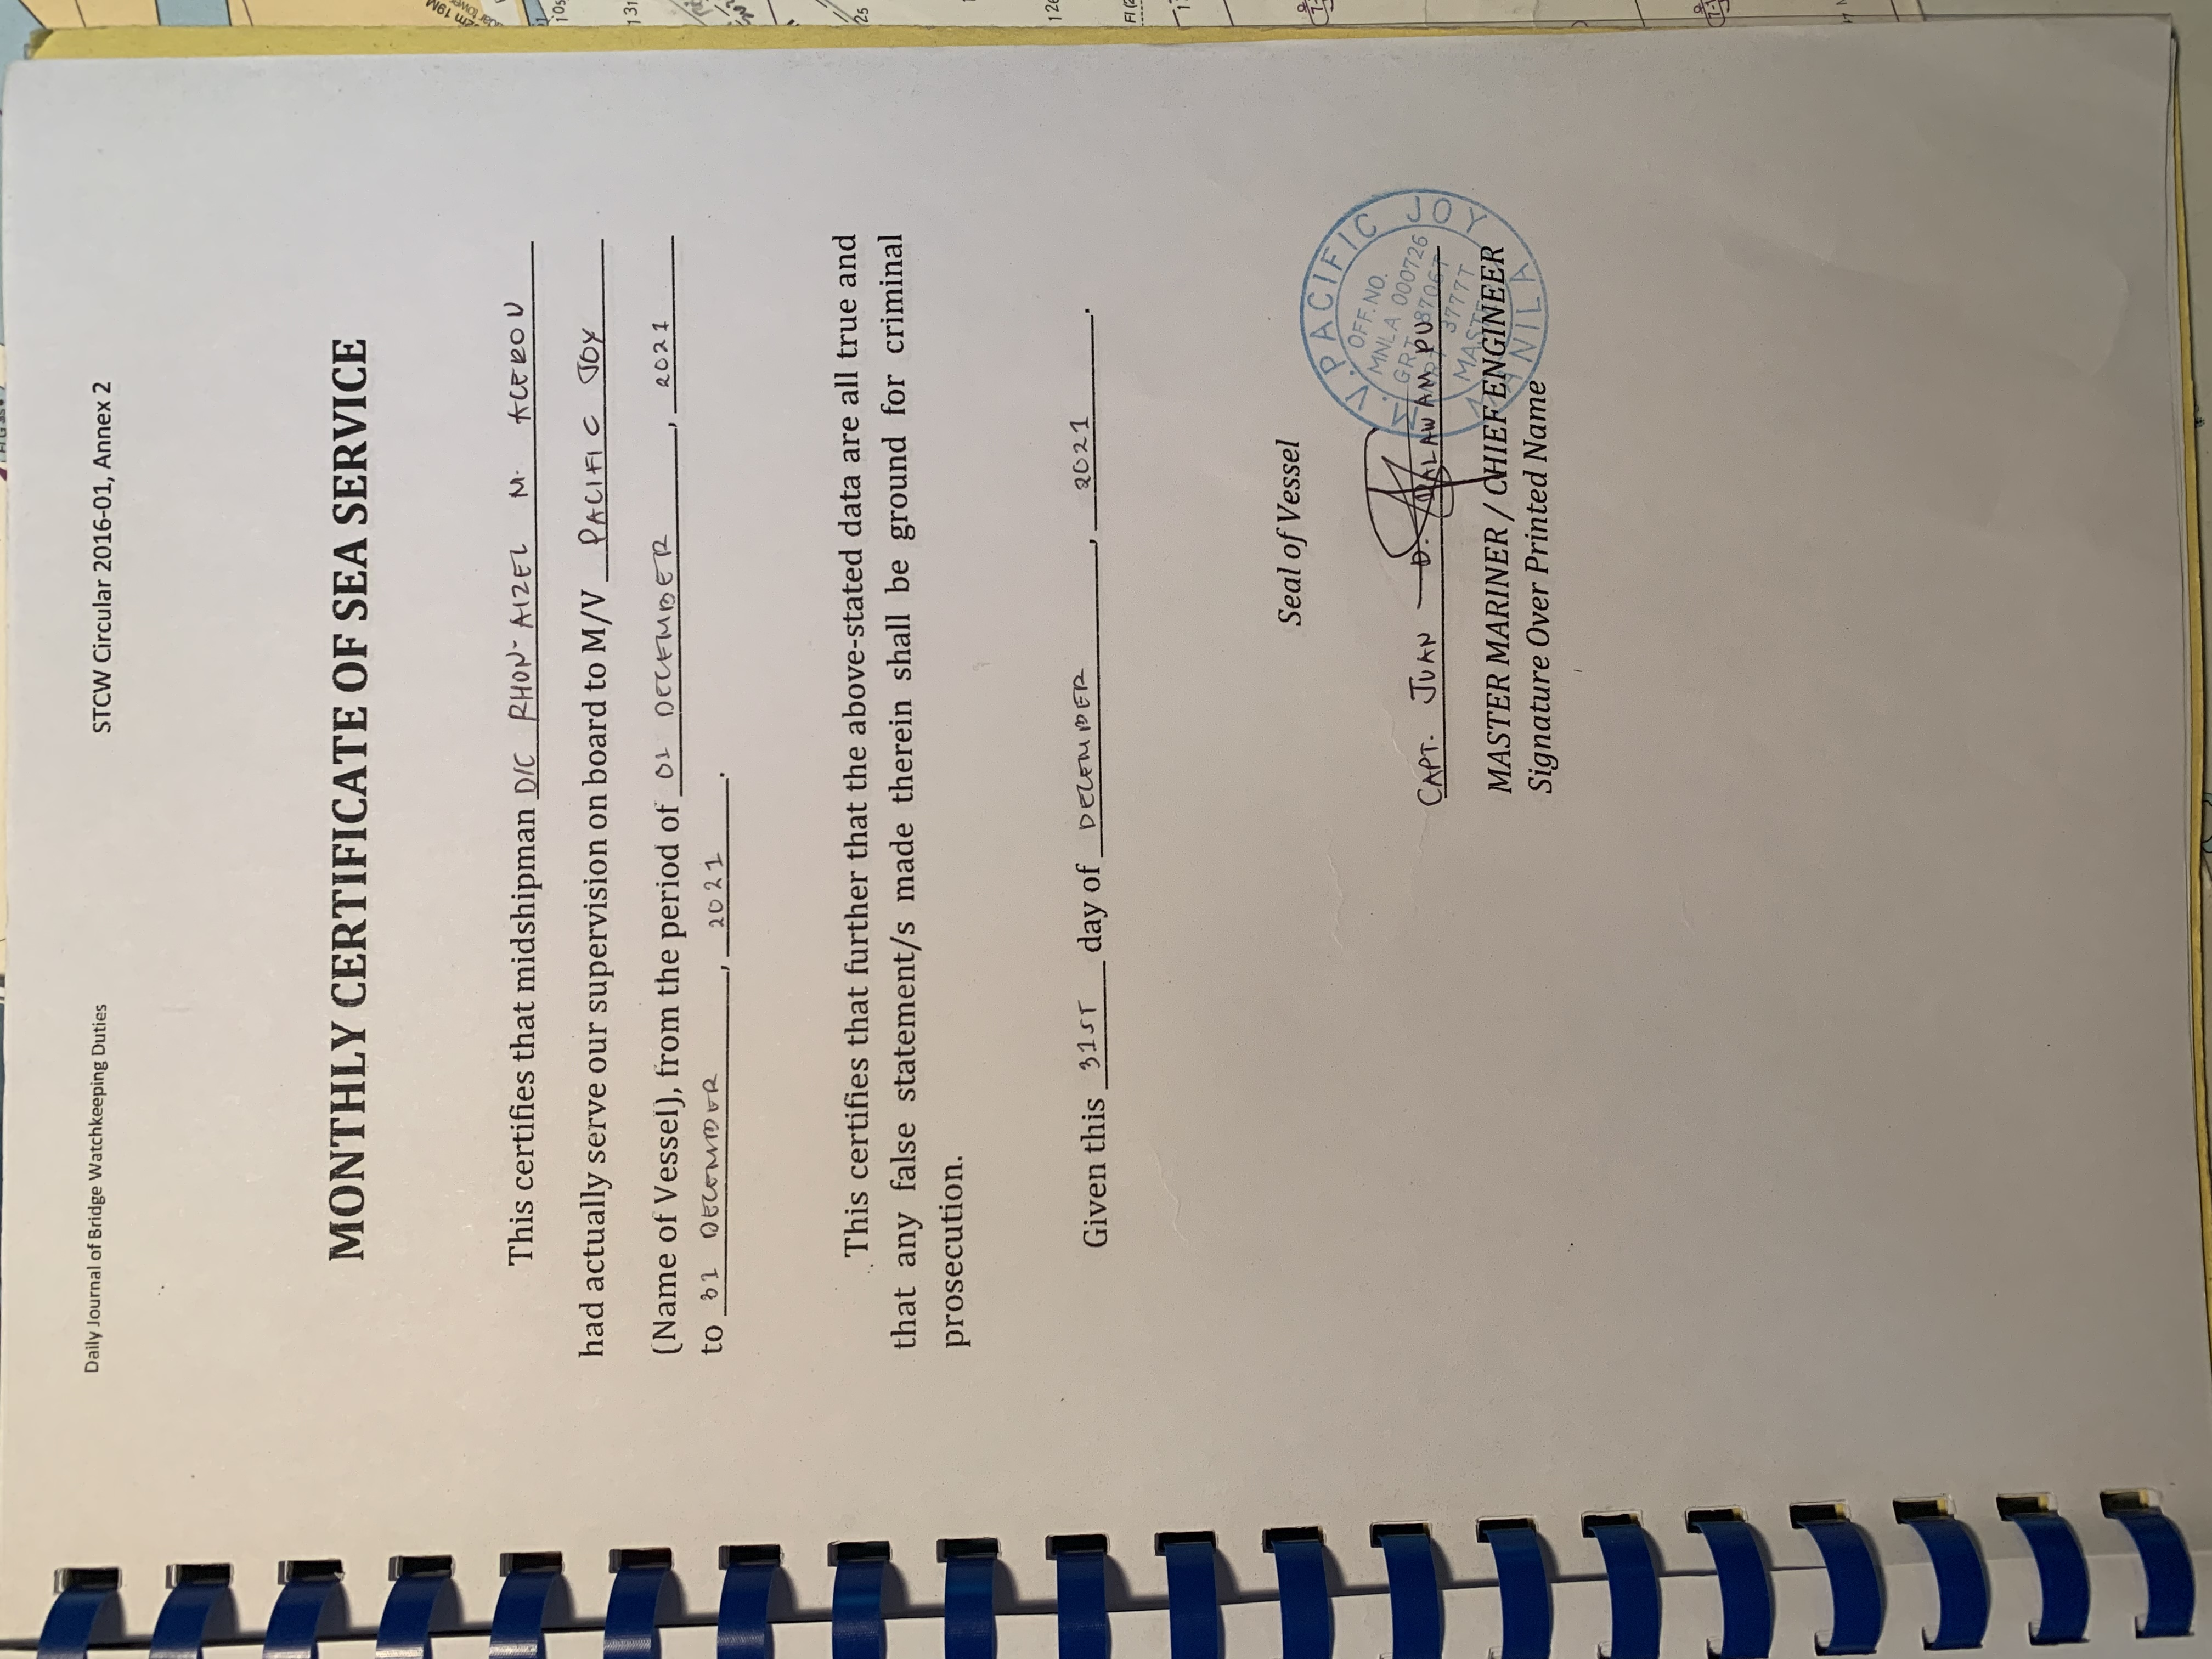 Daily Journal of Bridge Watchkeeping Duties
STCW Circular 2016-01, Annex 2
MONTHLY CERTIFICATE OF SEA SERVICE
This certifies that midshipman D/C RHON-AIZEL M. ACERON
had actually serve our supervision on board to M/V PACIFIC JOY
(Name of Vessel), from the period of 01 DECEMBER, 2021
to 31 DECEMBER, 2021.
This certifies that further that the above-stated data are all true and
that any false statement/s made therein shall be ground for criminal
prosecution.
Given this 31ST day of DECEMBER, 2021.
Seal of Vessel
M.V. PACIFIC JOY
OFF. NO.
MNLA 000726
GRT 8706T
NRT 3777T
MASTER
MANILA
CAPT. JUAN D.
MASTER MARINER / CHIEF ENGINEER
Signature Over Printed Name